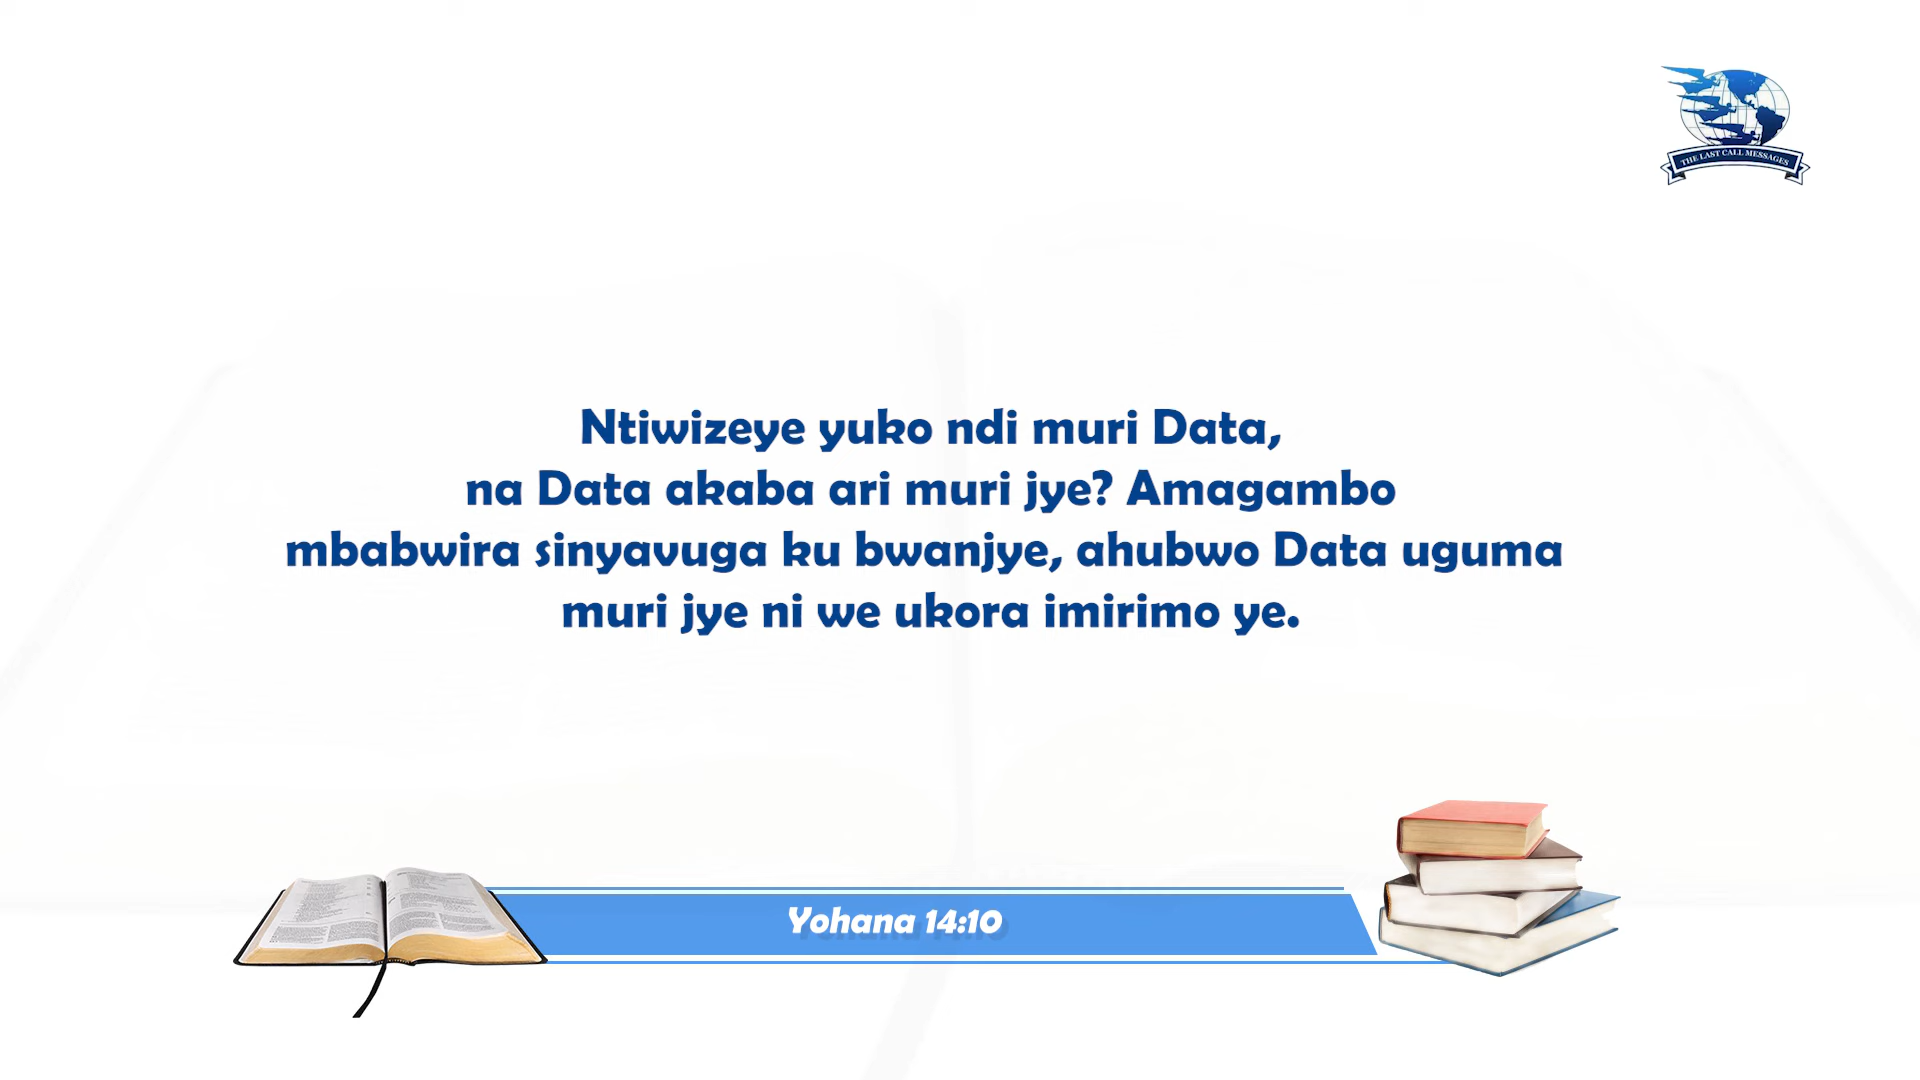 THE LAST CALL MESSAGES
Ntiwizeye yuko ndi muri Data,
na Data akaba ari muri jye? Amagambo
mbabwira sinyavuga ku bwanjye, ahubwo Data uguma
muri jye ni we ukora imirimo ye.
Yohana 14:10